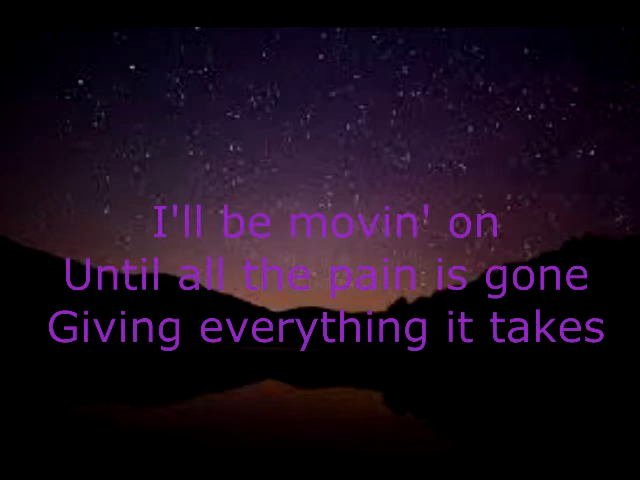 I'll be movin' on
Until all the pain is gone
Giving everything it takes